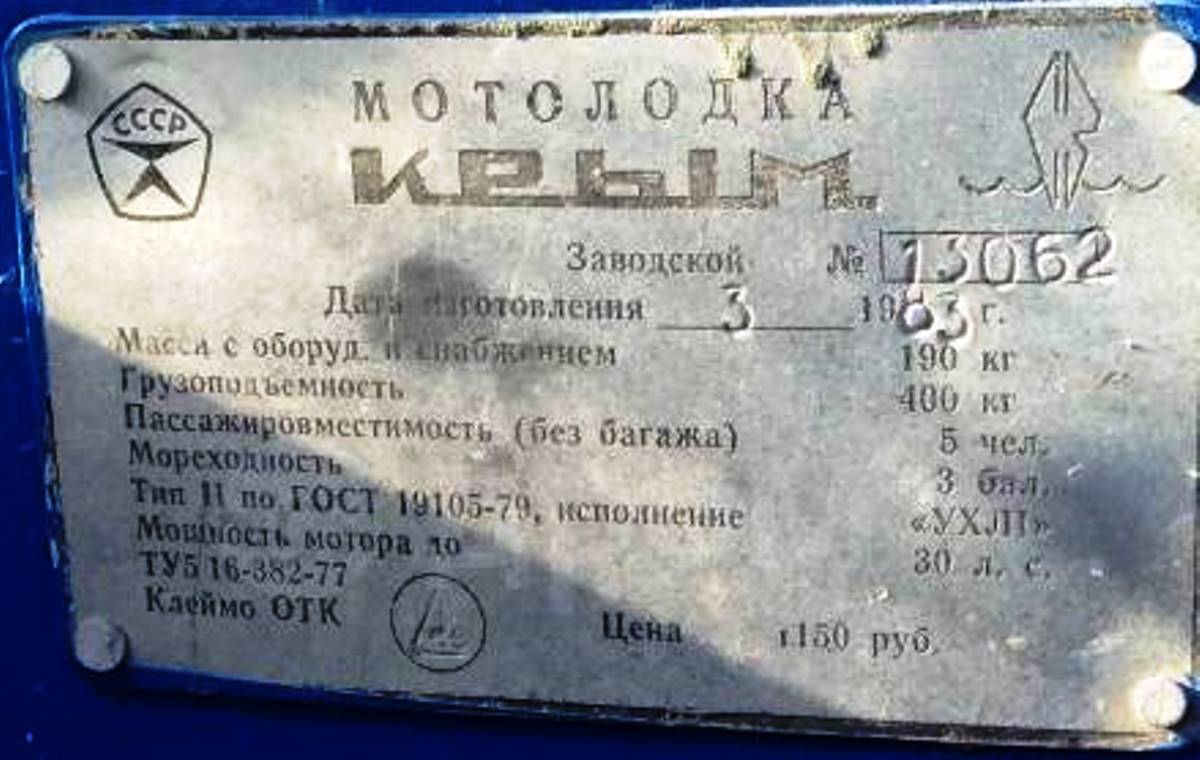 СССР
МОТОЛОДКА
КРЫМ
Заводской № 13062
Дата изготовления 3 1983 г.
Масса с оборуд. и снабжением 190 кг
Грузоподъемность 400 кг
Пассажировместимость (без багажа) 5 чел.
Мореходность 3 бал.
Тип II по ГОСТ 19105-79, исполнение «УХЛ1»
Мощность мотора до 30 л. с.
ТУ5 16-382-77
Клеймо ОТК
Цена 1150 руб.